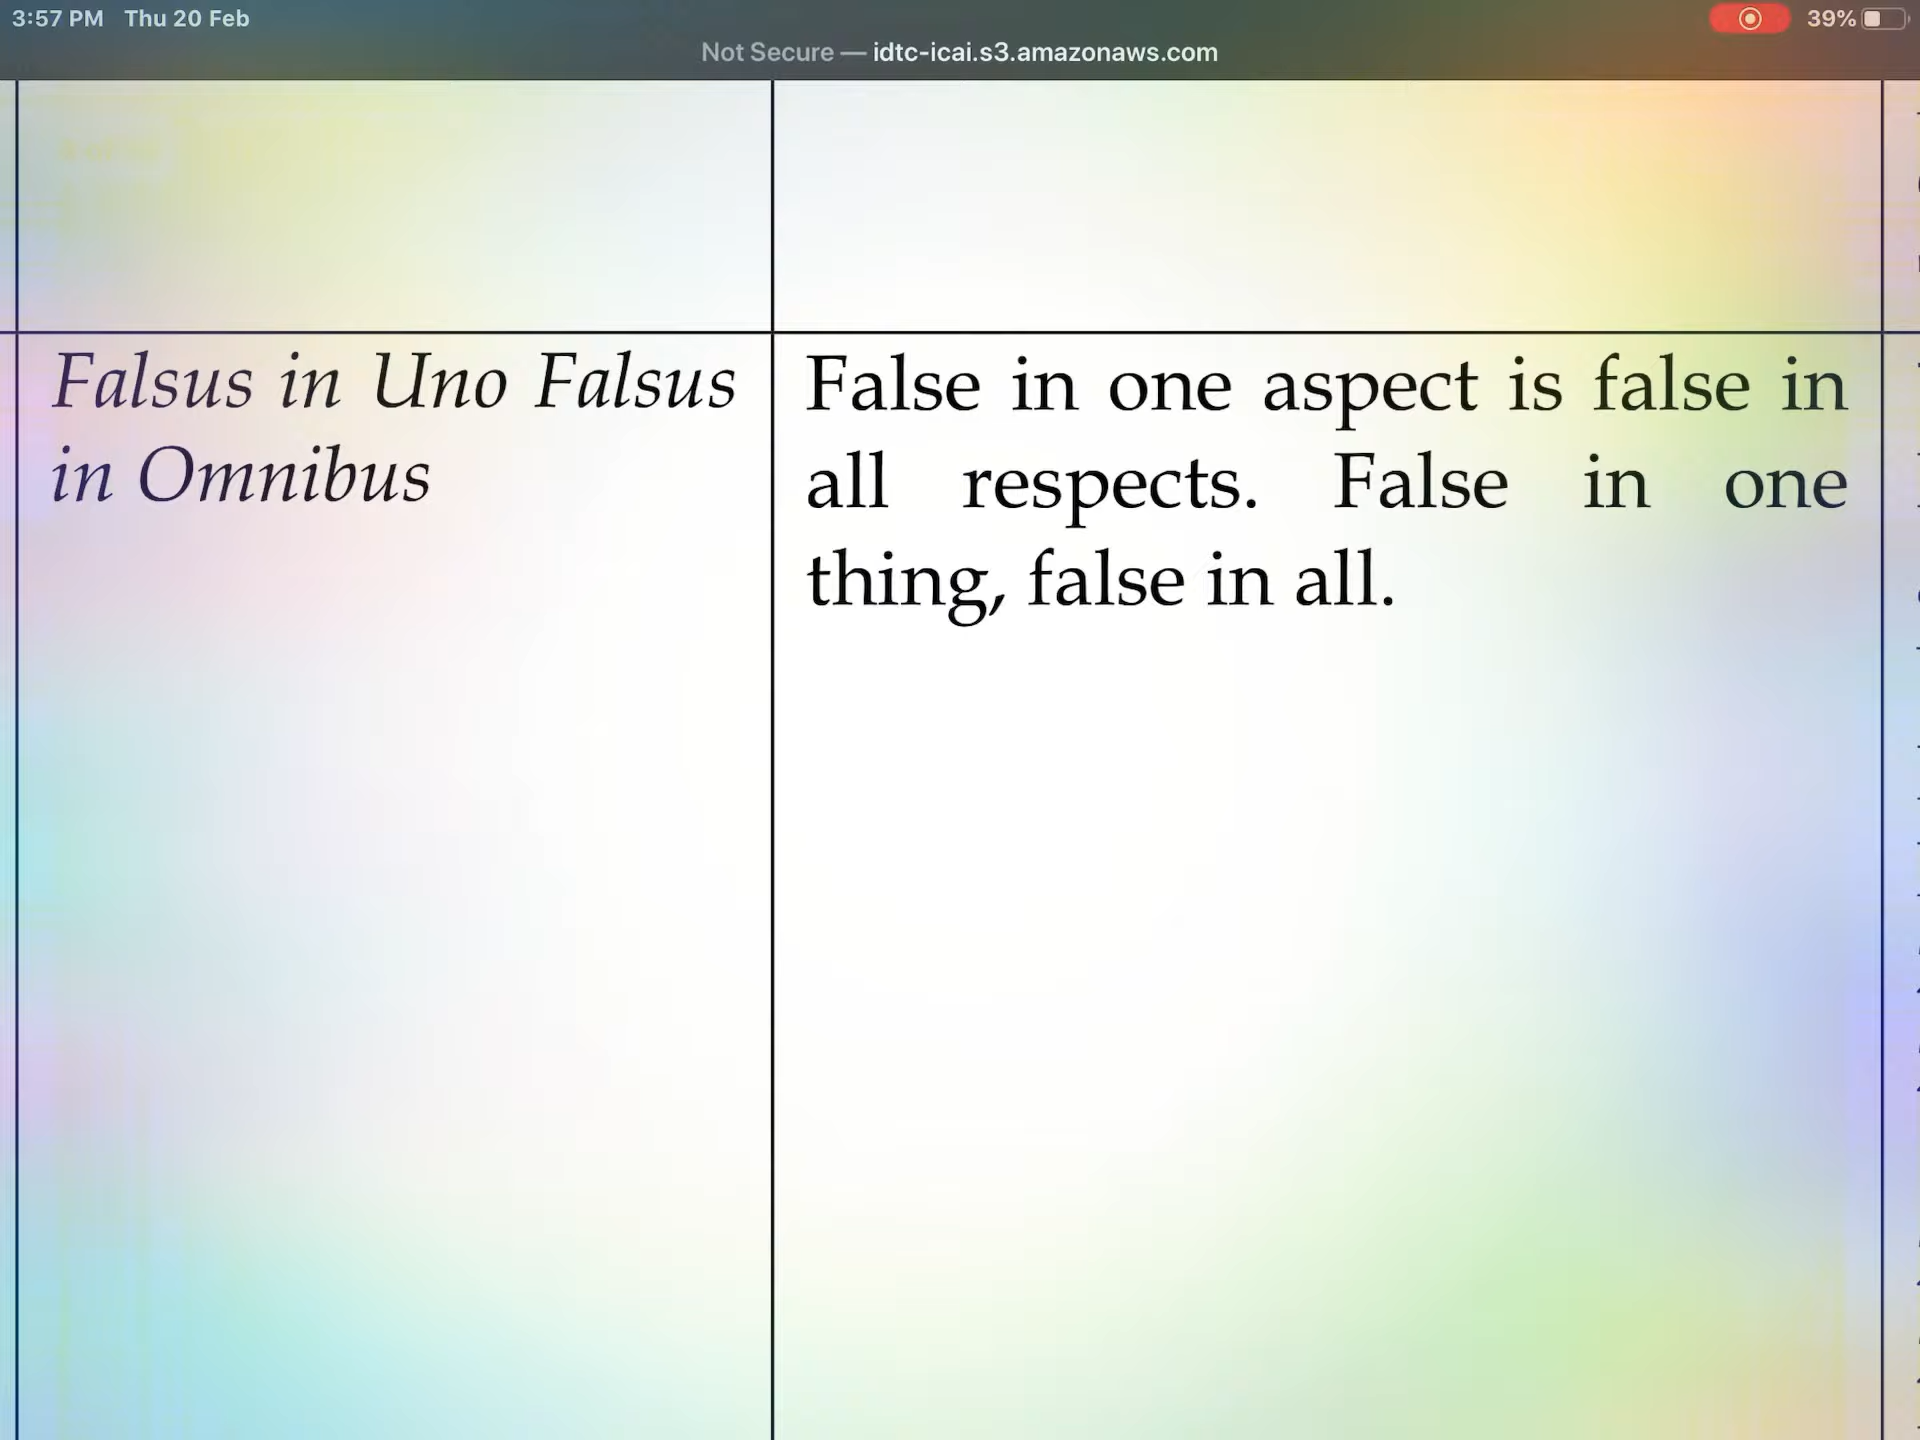 3:57 PM Thu 20 Feb
39%
Not Secure — idtc-icai.s3.amazonaws.com
Falsus in Uno Falsus
in Omnibus
False in one aspect is false in
all respects. False in one
thing, false in all.